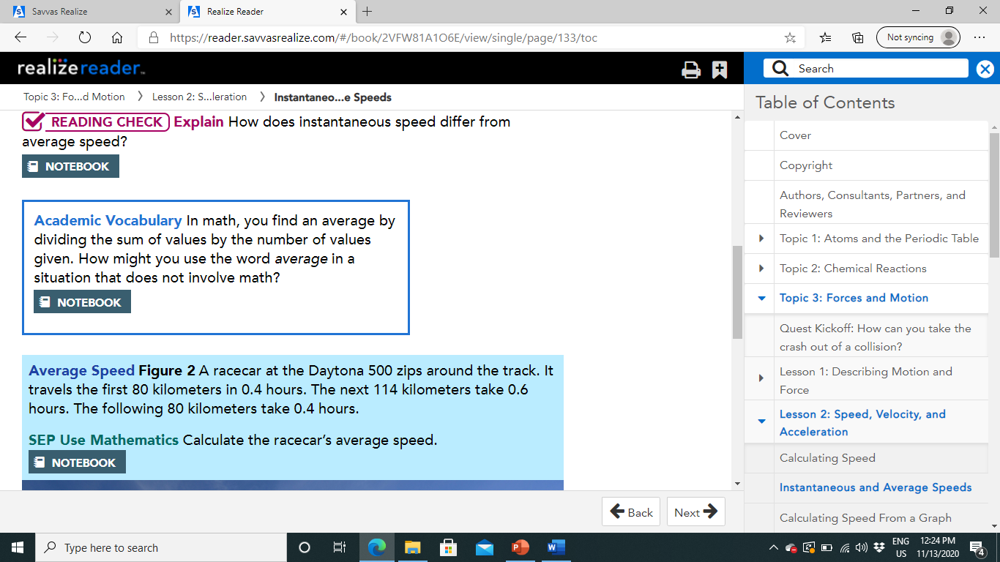 Savvas Realize
Realize Reader
https://reader.savvasrealize.com/#/book/2VFW81A1O6E/view/single/page/133/toc
Not syncing
realizereader™
Search
Topic 3: Fo...d Motion
Lesson 2: S...leration
Instantaneo...e Speeds
READING CHECK Explain How does instantaneous speed differ from
average speed?
NOTEBOOK
Academic Vocabulary In math, you find an average by
dividing the sum of values by the number of values
given. How might you use the word average in a
situation that does not involve math?
NOTEBOOK
Average Speed Figure 2 A racecar at the Daytona 500 zips around the track. It
travels the first 80 kilometers in 0.4 hours. The next 114 kilometers take 0.6
hours. The following 80 kilometers take 0.4 hours.
SEP Use Mathematics Calculate the racecar's average speed.
NOTEBOOK
Back
Next
Table of Contents
Cover
Copyright
Authors, Consultants, Partners, and
Reviewers
Topic 1: Atoms and the Periodic Table
Topic 2: Chemical Reactions
Topic 3: Forces and Motion
Quest Kickoff: How can you take the
crash out of a collision?
Lesson 1: Describing Motion and
Force
Lesson 2: Speed, Velocity, and
Acceleration
Calculating Speed
Instantaneous and Average Speeds
Calculating Speed From a Graph
Type here to search
ENG
US
12:24 PM
11/13/2020
4